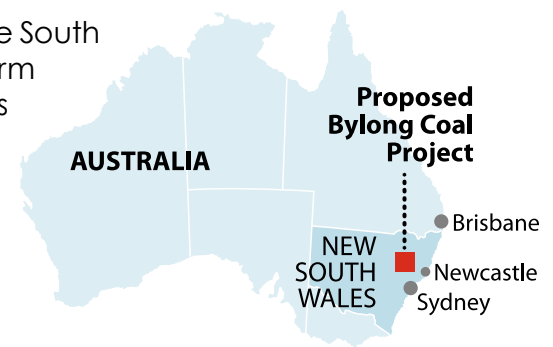 e South
rm
s
Proposed
Bylong Coal
Project
AUSTRALIA
Brisbane
NEW
SOUTH
WALES
Newcastle
Sydney